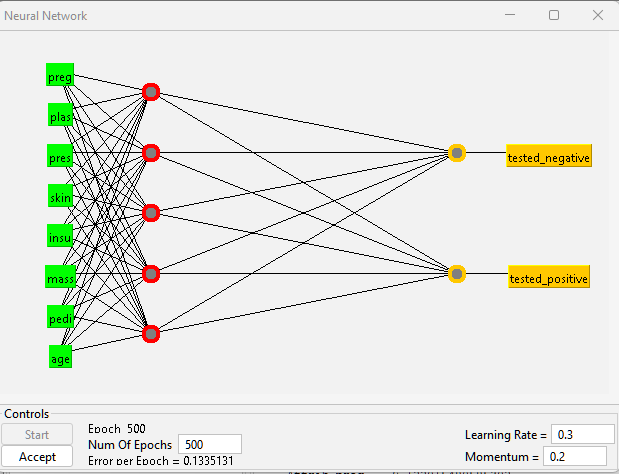 Neural Network
preg
plas
pres
skin
insu
mass
pedi
age
tested_negative
tested_positive
Controls
Start
Accept
Epoch 500
Num Of Epochs 500
Error per Epoch = 0.1335131
Learning Rate = 0.3
Momentum = 0.2